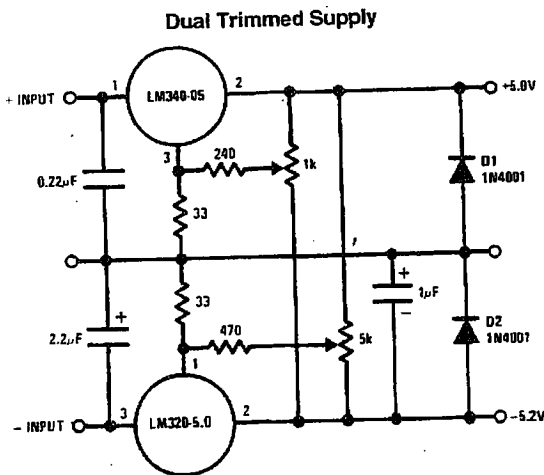 Dual Trimmed Supply
+ INPUT
1
LM340-05
2
+5.0V
3
240
1k
D1
1N4001
0.22μF
33
33
+
1μF
−
+
2.2μF
470
5k
D2
1N4001
1
− INPUT
3
LM320-5.0
2
−5.2V